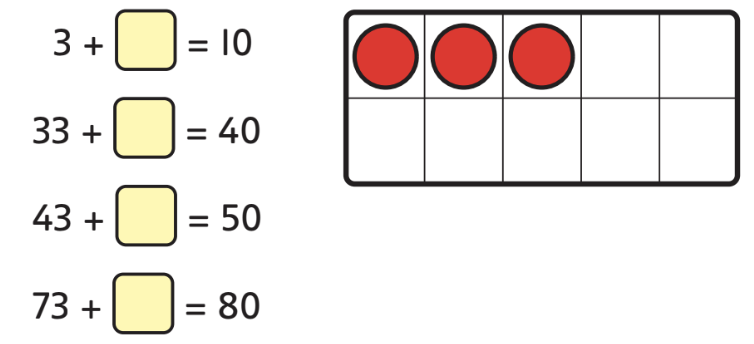 3 + = 10
33 + = 40
43 + = 50
73 + = 80